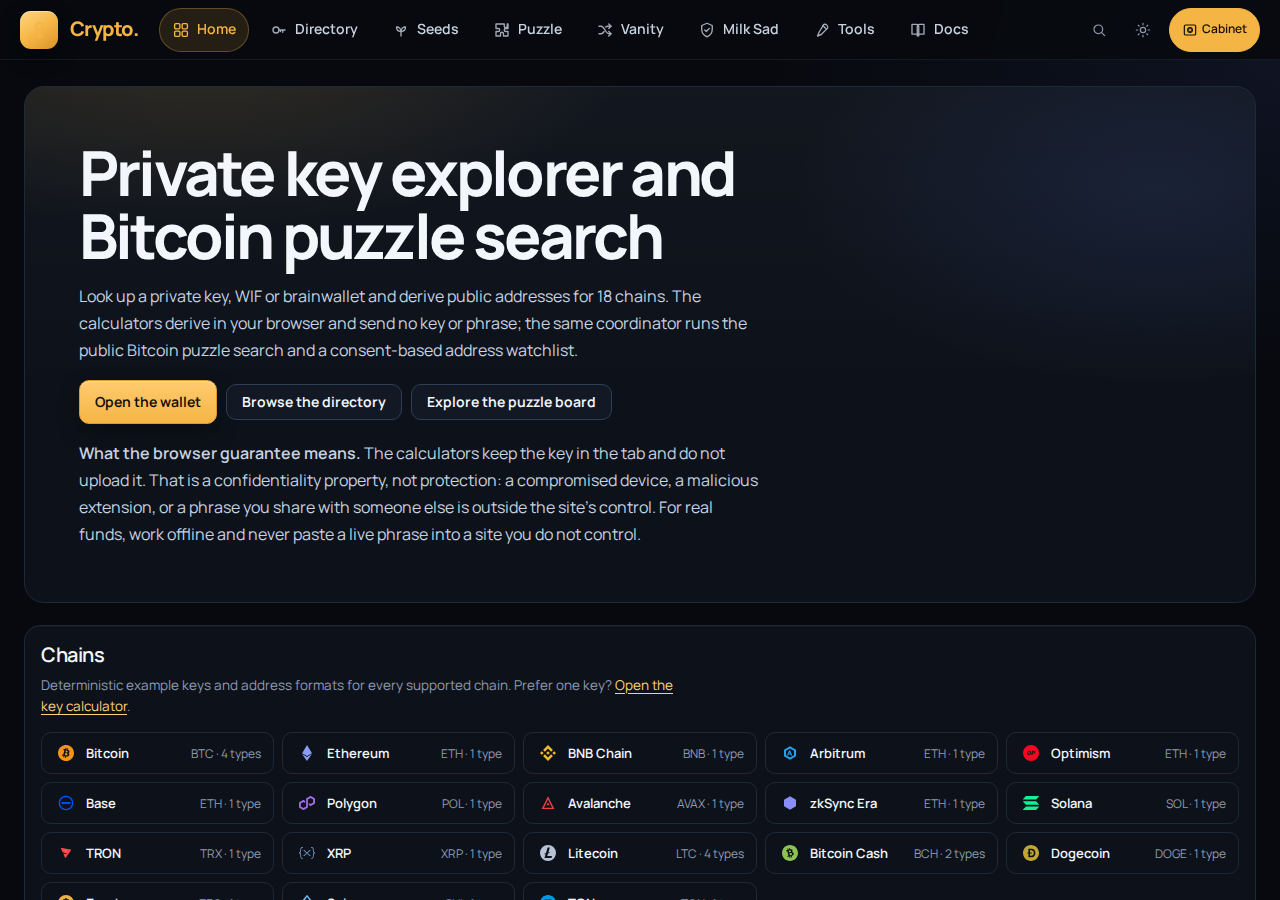 Crypto. Home Directory Seeds Puzzle Vanity Milk Sad Tools Docs Cabinet
Private key explorer and
Bitcoin puzzle search
Look up a private key, WIF or brainwallet and derive public addresses for 18 chains. The
calculators derive in your browser and send no key or phrase; the same coordinator runs the
public Bitcoin puzzle search and a consent-based address watchlist.
Open the wallet Browse the directory Explore the puzzle board
What the browser guarantee means. The calculators keep the key in the tab and do not
upload it. That is a confidentiality property, not protection: a compromised device, a malicious
extension, or a phrase you share with someone else is outside the site's control. For real
funds, work offline and never paste a live phrase into a site you do not control.
Chains
Deterministic example keys and address formats for every supported chain. Prefer one key? Open the
key calculator.
Bitcoin BTC · 4 types Ethereum ETH · 1 type BNB Chain BNB · 1 type Arbitrum ETH · 1 type Optimism ETH · 1 type
Base ETH · 1 type Polygon POL · 1 type Avalanche AVAX · 1 type zkSync Era ETH · 1 type Solana SOL · 1 type
TRON TRX · 1 type XRP XRP · 1 type Litecoin LTC · 4 types Bitcoin Cash BCH · 2 types Dogecoin DOGE · 1 type